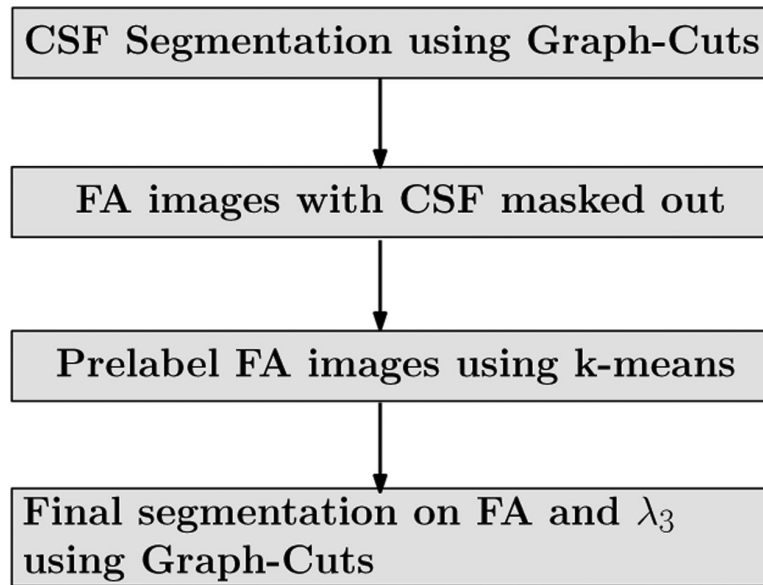 CSF Segmentation using Graph-Cuts
FA images with CSF masked out
Prelabel FA images using k-means
Final segmentation on FA and λ₃
using Graph-Cuts